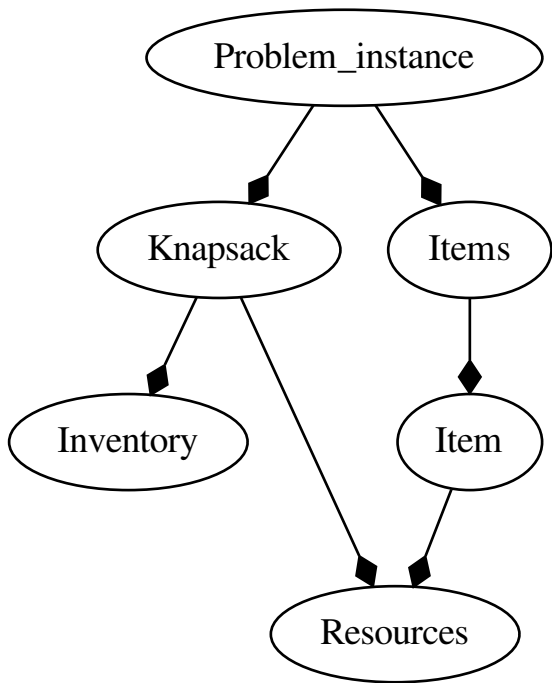 Problem_instance
Knapsack
Items
Inventory
Item
Resources